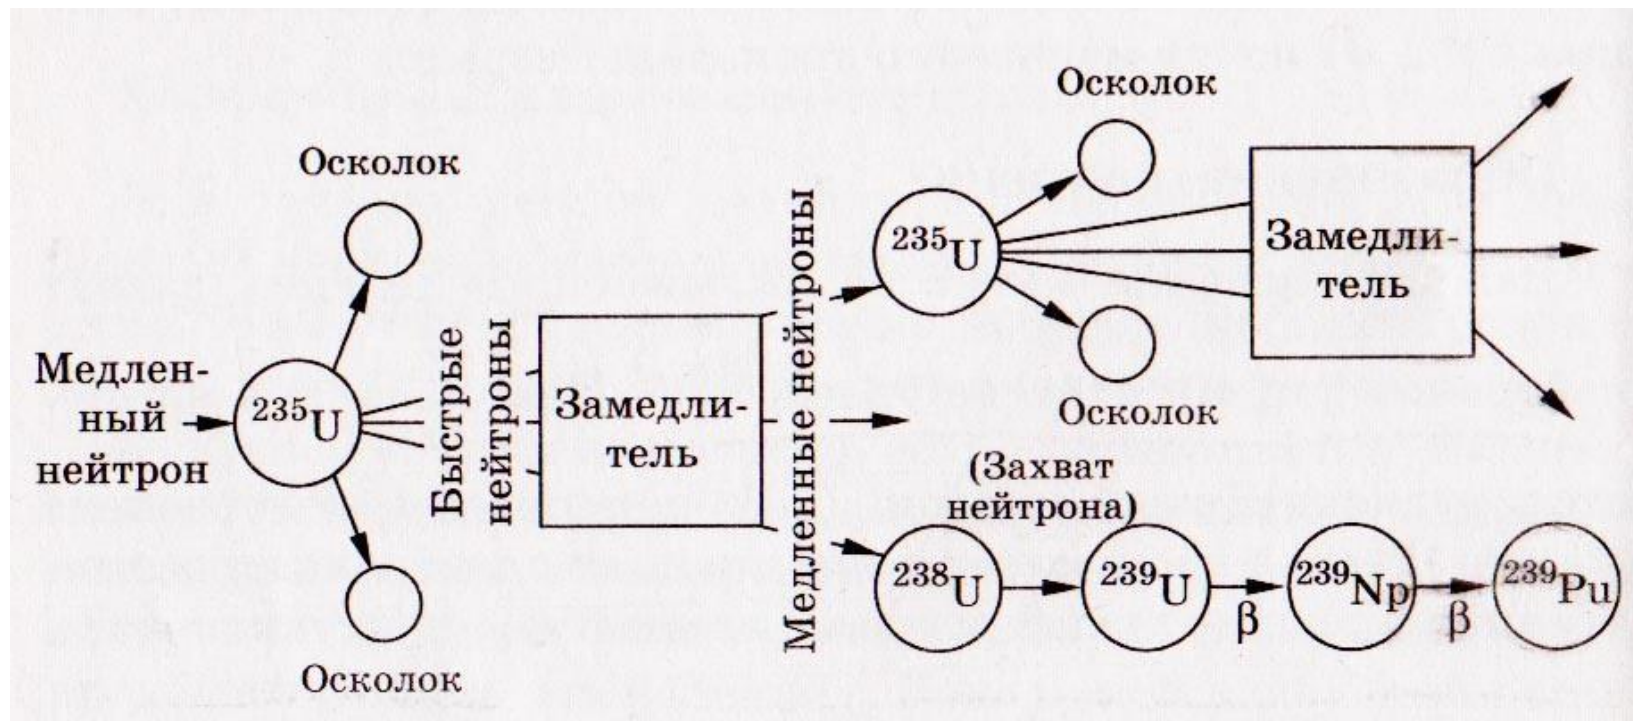 Осколок
Медлен-
ный
нейтрон
²³⁵U
Осколок
Быстрые
нейтроны
Замедли-
тель
Медленные нейтроны
Осколок
²³⁵U
Осколок
Замедли-
тель
(Захват
нейтрона)
²³⁸U
²³⁹U
β
²³⁹Np
β
²³⁹Pu